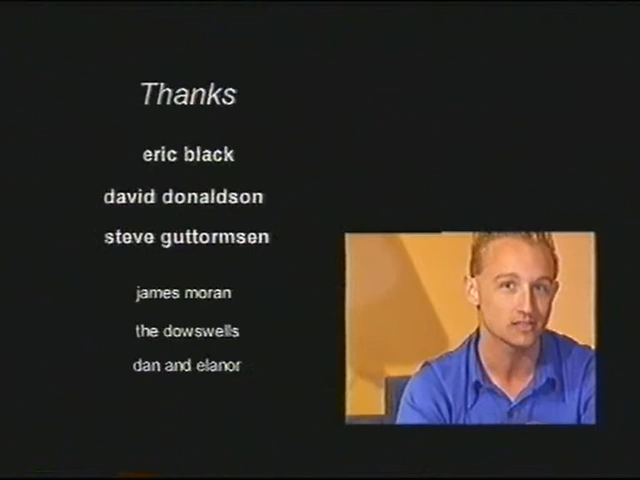 Thanks
eric black
david donaldson
steve guttormsen
james moran
the dowswells
dan and elanor